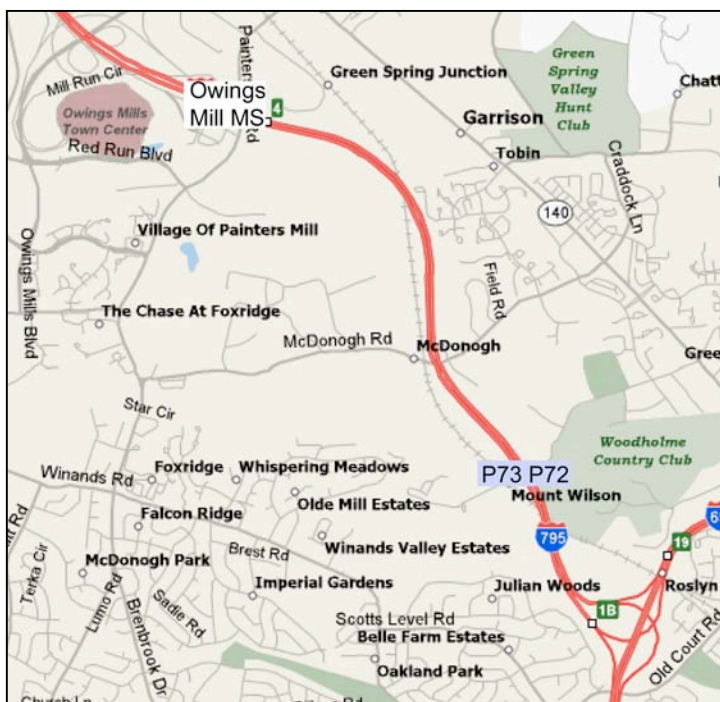 Mill Run Cir
Painters
Rd
Owings
Mill MS
4
Owings Mills
Town Center
Red Run Blvd
Green Spring Junction
Green
Spring
Valley
Hunt
Club
Chatt
Garrison
Tobin
Craddock Ln
140
Village Of Painters Mill
Owings Mills Blvd
Field Rd
The Chase At Foxridge
McDonogh Rd
McDonogh
Gree
Star Cir
Woodholme
Country Club
Winands Rd
Foxridge
Whispering Meadows
P73 P72
Mount Wilson
Olde Mill Estates
Falcon Ridge
Brest Rd
Winands Valley Estates
795
19
Rd
Terka Cir
McDonogh Park
Lumo Rd
Sadie Rd
Imperial Gardens
Julian Woods
Roslyn
1B
Scotts Level Rd
Belle Farm Estates
Old Court Rd
Brenbrook Dr
Oakland Park
Church Ln
Rd